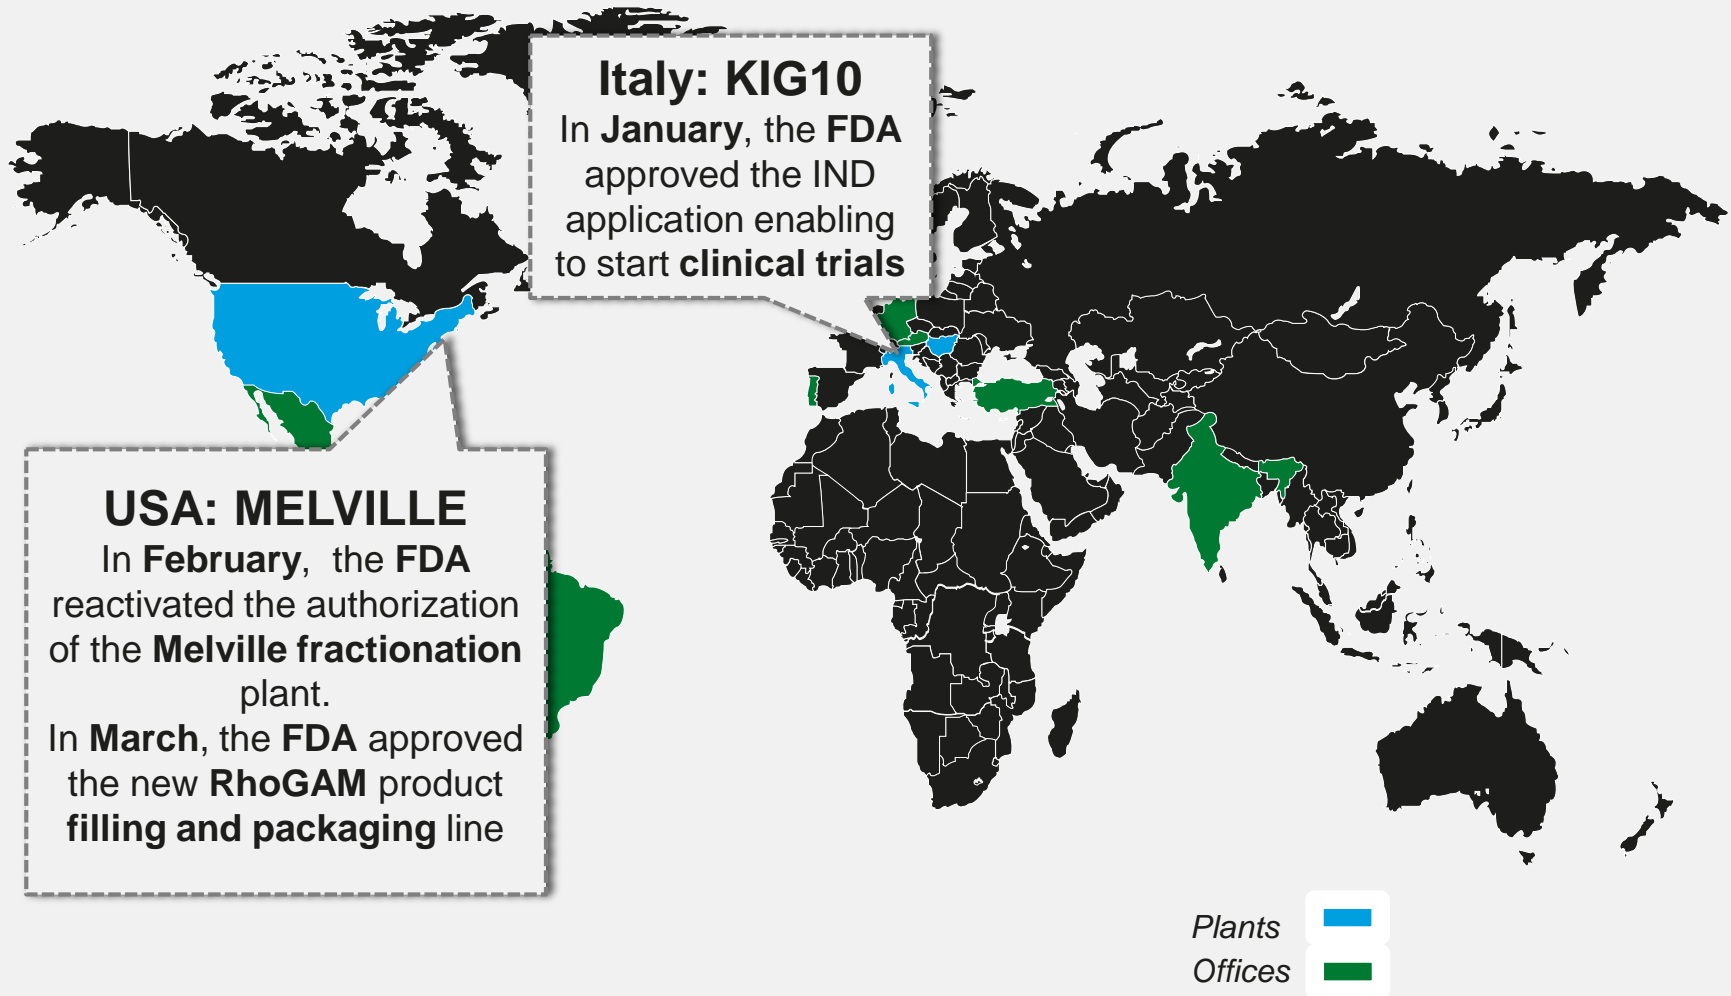 Italy: KIG10
In January, the FDA
approved the IND
application enabling
to start clinical trials
USA: MELVILLE
In February,  the FDA
reactivated the authorization
of the Melville fractionation
plant.
In March, the FDA approved
the new RhoGAM product
filling and packaging line
Plants
Offices